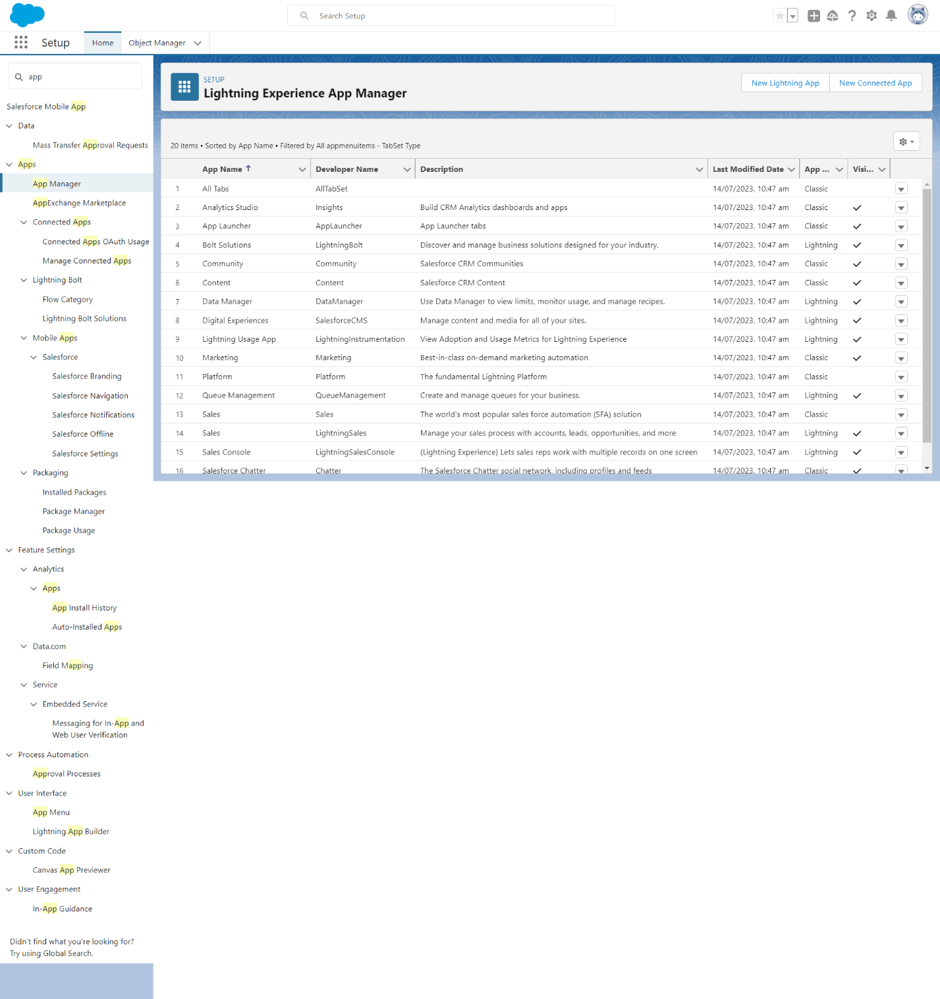 Search Setup
Setup
Home
Object Manager
app
Salesforce Mobile App
Data
Mass Transfer Approval Requests
Apps
App Manager
AppExchange Marketplace
Connected Apps
Connected Apps OAuth Usage
Manage Connected Apps
Lightning Bolt
Flow Category
Lightning Bolt Solutions
Mobile Apps
Salesforce
Salesforce Branding
Salesforce Navigation
Salesforce Notifications
Salesforce Offline
Salesforce Settings
Packaging
Installed Packages
Package Manager
Package Usage
Feature Settings
Analytics
Apps
App Install History
Auto-Installed Apps
Data.com
Field Mapping
Service
Embedded Service
Messaging for In-App and
Web User Verification
Process Automation
Approval Processes
User Interface
App Menu
Lightning App Builder
Custom Code
Canvas App Previewer
User Engagement
In-App Guidance
Didn't find what you're looking for?
Try using Global Search.
SETUP
Lightning Experience App Manager
New Lightning App
New Connected App
20 items • Sorted by App Name • Filtered by All appmenuitems - TabSet Type
App Name Developer Name Description Last Modified Date App ... Visi...
1 All Tabs AllTabSet 14/07/2023, 10:47 am Classic
2 Analytics Studio Insights Build CRM Analytics dashboards and apps 14/07/2023, 10:47 am Classic
3 App Launcher AppLauncher App Launcher tabs 14/07/2023, 10:47 am Classic
4 Bolt Solutions LightningBolt Discover and manage business solutions designed for your industry. 14/07/2023, 10:47 am Lightning
5 Community Community Salesforce CRM Communities 14/07/2023, 10:47 am Classic
6 Content Content Salesforce CRM Content 14/07/2023, 10:47 am Classic
7 Data Manager DataManager Use Data Manager to view limits, monitor usage, and manage recipes. 14/07/2023, 10:47 am Lightning
8 Digital Experiences SalesforceCMS Manage content and media for all of your sites. 14/07/2023, 10:47 am Lightning
9 Lightning Usage App LightningInstrumentation View Adoption and Usage Metrics for Lightning Experience 14/07/2023, 10:47 am Lightning
10 Marketing Marketing Best-in-class on-demand marketing automation 14/07/2023, 10:47 am Classic
11 Platform Platform The fundamental Lightning Platform 14/07/2023, 10:47 am Classic
12 Queue Management QueueManagement Create and manage queues for your business. 14/07/2023, 10:47 am Lightning
13 Sales Sales The world's most popular sales force automation (SFA) solution 14/07/2023, 10:47 am Classic
14 Sales LightningSales Manage your sales process with accounts, leads, opportunities, and more 14/07/2023, 10:47 am Lightning
15 Sales Console LightningSalesConsole (Lightning Experience) Lets sales reps work with multiple records on one screen 14/07/2023, 10:47 am Lightning
16 Salesforce Chatter Chatter The Salesforce Chatter social network, including profiles and feeds 14/07/2023, 10:47 am Classic